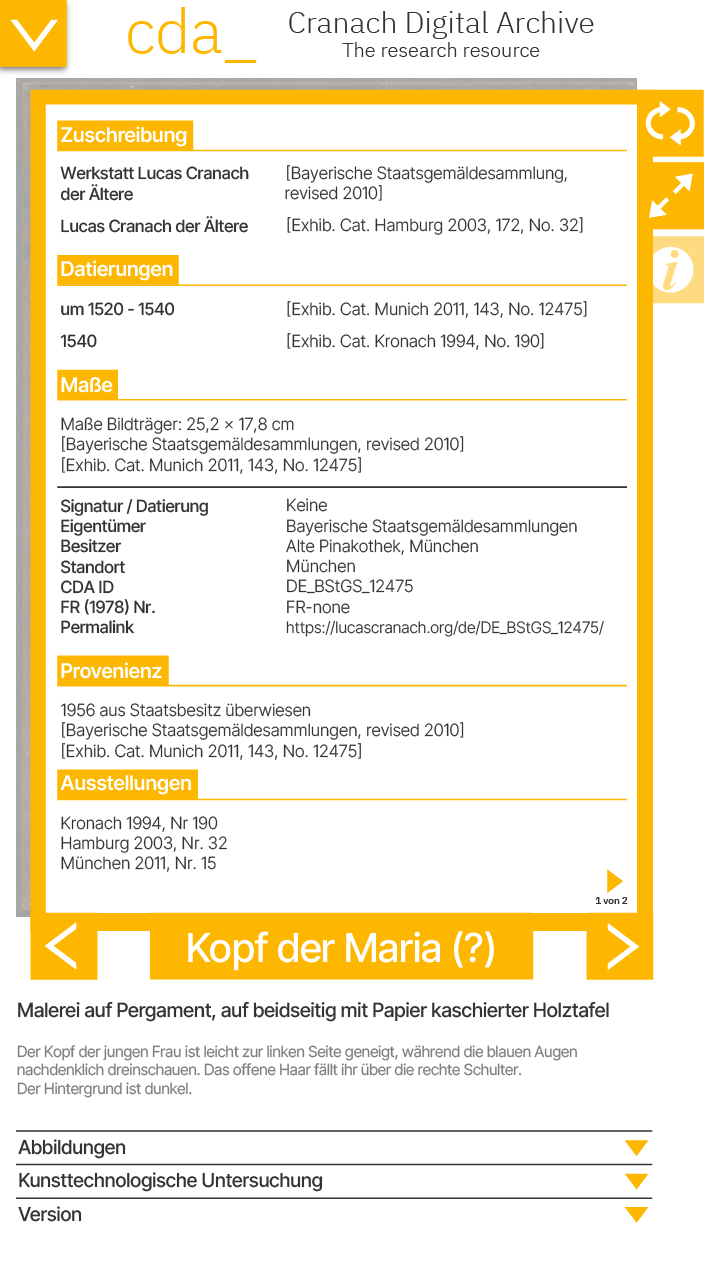 cda_
Cranach Digital Archive
The research resource
Zuschreibung
Werkstatt Lucas Cranach der Ältere [Bayerische Staatsgemäldesammlung, revised 2010]
Lucas Cranach der Ältere [Exhib. Cat. Hamburg 2003, 172, No. 32]
Datierungen
um 1520 - 1540 [Exhib. Cat. Munich 2011, 143, No. 12475]
1540 [Exhib. Cat. Kronach 1994, No. 190]
Maße
Maße Bildträger: 25,2 × 17,8 cm
[Bayerische Staatsgemäldesammlungen, revised 2010]
[Exhib. Cat. Munich 2011, 143, No. 12475]
Signatur / Datierung Keine
Eigentümer Bayerische Staatsgemäldesammlungen
Besitzer Alte Pinakothek, München
Standort München
CDA ID DE_BStGS_12475
FR (1978) Nr. FR-none
Permalink https://lucascranach.org/de/DE_BStGS_12475/
Provenienz
1956 aus Staatsbesitz überwiesen
[Bayerische Staatsgemäldesammlungen, revised 2010]
[Exhib. Cat. Munich 2011, 143, No. 12475]
Ausstellungen
Kronach 1994, Nr 190
Hamburg 2003, Nr. 32
München 2011, Nr. 15
1 von 2
Kopf der Maria (?)
Malerei auf Pergament, auf beidseitig mit Papier kaschierter Holztafel
Der Kopf der jungen Frau ist leicht zur linken Seite geneigt, während die blauen Augen
nachdenklich dreinschauen. Das offene Haar fällt ihr über die rechte Schulter.
Der Hintergrund ist dunkel.
Abbildungen
Kunsttechnologische Untersuchung
Version